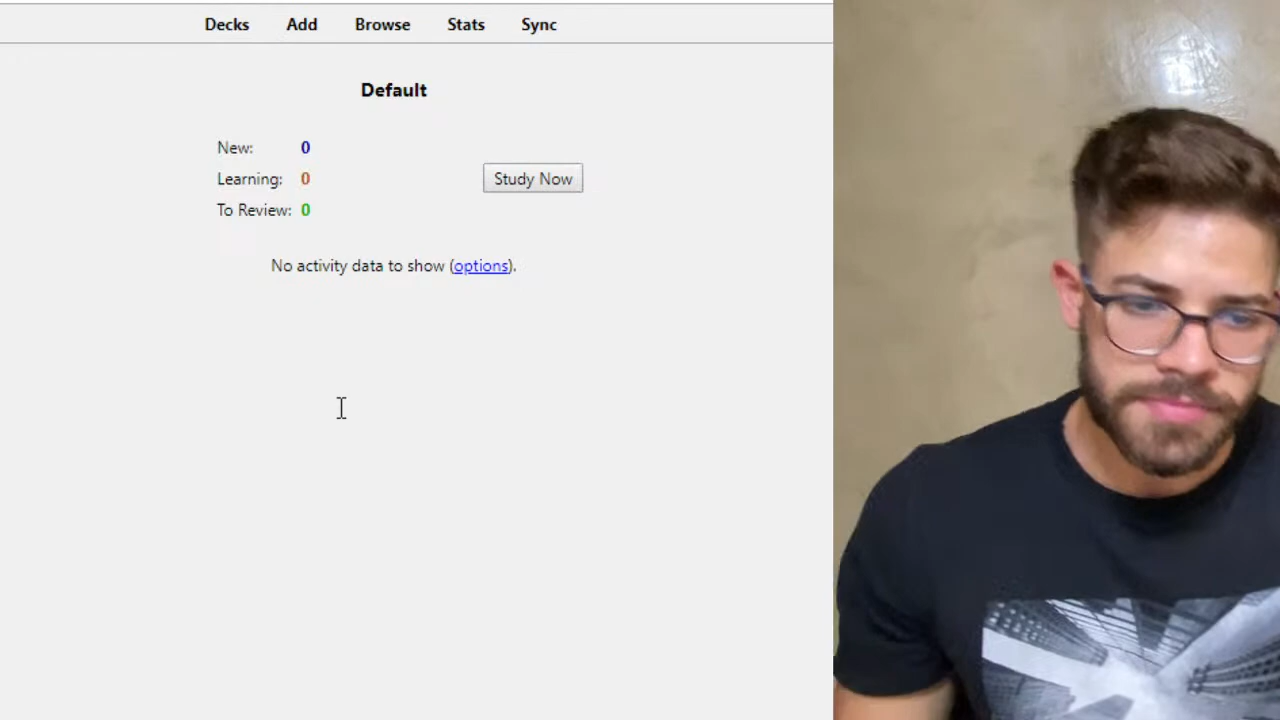 Decks Add Browse Stats Sync
Default
New: 0
Learning: 0
Study Now
To Review: 0
No activity data to show (options).